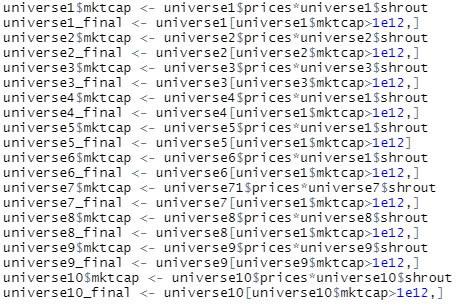 universe1$mktcap <- universe1$prices*universe1$shrout
universe1_final <- universe1[universe1$mktcap>1e12,]
universe2$mktcap <- universe2$prices*universe2$shrout
universe2_final <- universe2[universe2$mktcap>1e12,]
universe3$mktcap <- universe3$prices*universe3$shrout
universe3_final <- universe3[universe3$mktcap>1e12,]
universe4$mktcap <- universe4$prices*universe1$shrout
universe4_final <- universe4[universe1$mktcap>1e12,]
universe5$mktcap <- universe5$prices*universe1$shrout
universe5_final <- universe5[universe1$mktcap>1e12]
universe6$mktcap <- universe6$prices*universe1$shrout
universe6_final <- universe6[universe1$mktcap>1e12,]
universe7$mktcap <- universe71$prices*universe7$shrout
universe7_final <- universe7[universe1$mktcap>1e12,]
universe8$mktcap <- universe8$prices*universe8$shrout
universe8_final <- universe8[universe1$mktcap>1e12,]
universe9$mktcap <- universe9$prices*universe9$shrout
universe9_final <- universe9[universe9$mktcap>1e12,]
universe10$mktcap <- universe10$prices*universe10$shrout
universe10_final <- universe10[universe10$mktcap>1e12,]